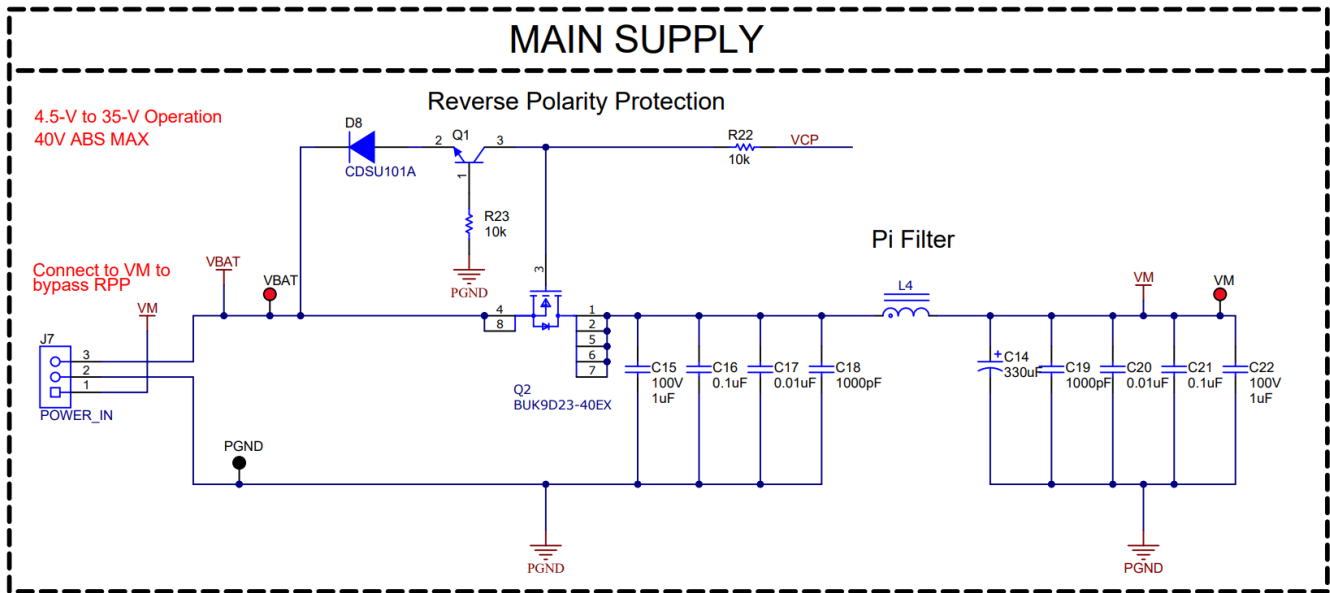 MAIN SUPPLY
Reverse Polarity Protection
4.5-V to 35-V Operation
40V ABS MAX
D8
CDSU101A
2
Q1
3
1
R22
10k
VCP
R23
10k
PGND
Pi Filter
Connect to VM to
bypass RPP
VBAT
VBAT
VM
J7
3
2
1
POWER_IN
PGND
3
4
8
1
2
5
6
7
Q2
BUK9D23-40EX
C15
100V
1uF
C16
0.1uF
C17
0.01uF
C18
1000pF
L4
VM
VM
+
C14
330uF
C19
1000pF
C20
0.01uF
C21
0.1uF
C22
100V
1uF
PGND
PGND